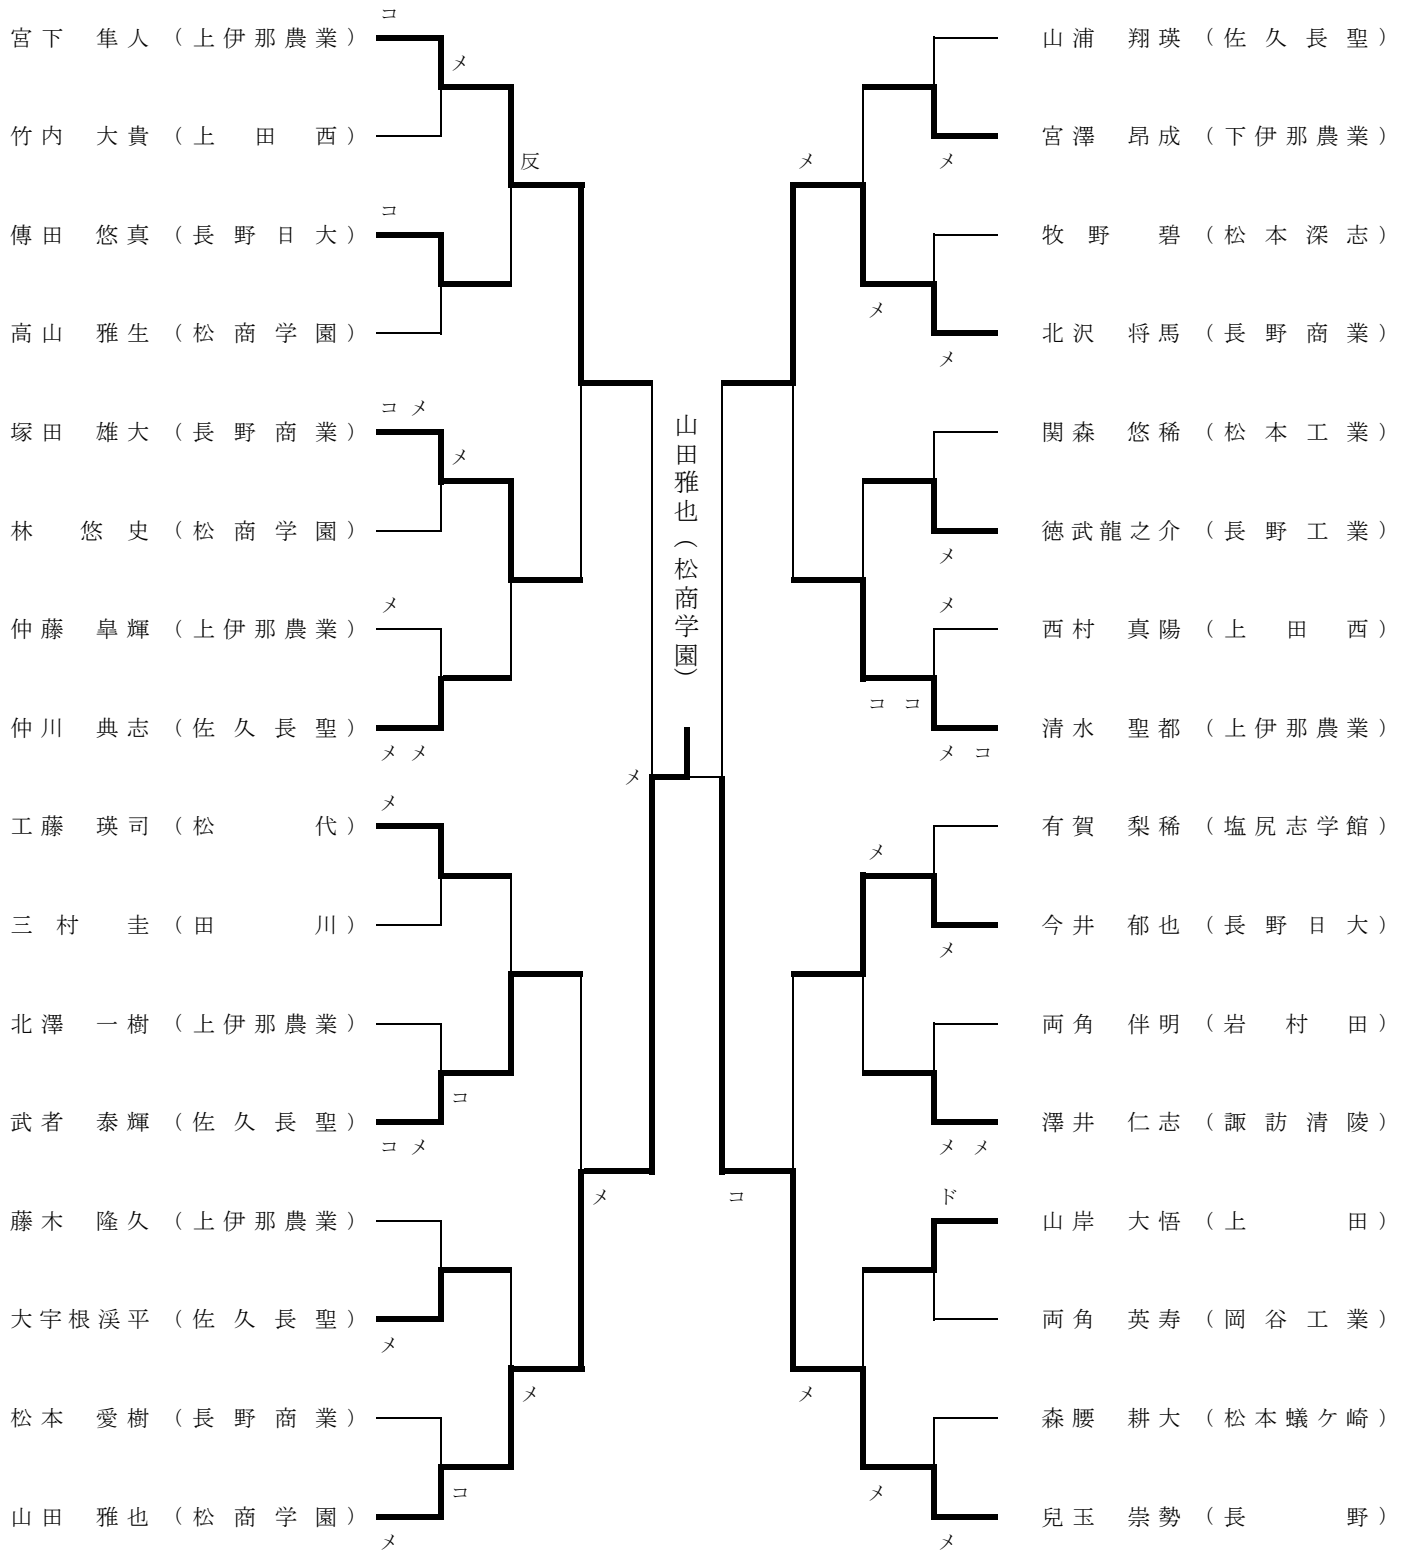 コ
宮下 隼人 (上伊那農業)
メ
竹内 大貴 (上田西)
反
コ
傳田 悠真 (長野日大)
高山 雅生 (松商学園)
コ メ
塚田 雄大 (長野商業)
メ
林 悠史 (松商学園)
メ
仲藤 皐輝 (上伊那農業)
仲川 典志 (佐久長聖)
メ メ
メ
工藤 瑛司 (松代)
三村 圭 (田川)
北澤 一樹 (上伊那農業)
コ
武者 泰輝 (佐久長聖)
コ メ
メ
藤木 隆久 (上伊那農業)
大宇根渓平 (佐久長聖)
メ
メ
松本 愛樹 (長野商業)
コ
山田 雅也 (松商学園)
メ
山田雅也(松商学園)
メ
山浦 翔瑛 (佐久長聖)
宮澤 昂成 (下伊那農業)
メ
メ
牧野 碧 (松本深志)
メ
北沢 将馬 (長野商業)
メ
関森 悠稀 (松本工業)
徳武龍之介 (長野工業)
メ
メ
西村 真陽 (上田西)
コ コ
清水 聖都 (上伊那農業)
メ コ
有賀 梨稀 (塩尻志学館)
メ
今井 郁也 (長野日大)
メ
両角 伴明 (岩村田)
澤井 仁志 (諏訪清陵)
メ メ
コ
ド
山岸 大悟 (上田)
両角 英寿 (岡谷工業)
メ
森腰 耕大 (松本蟻ケ崎)
メ
兒玉 崇勢 (長野)
メ